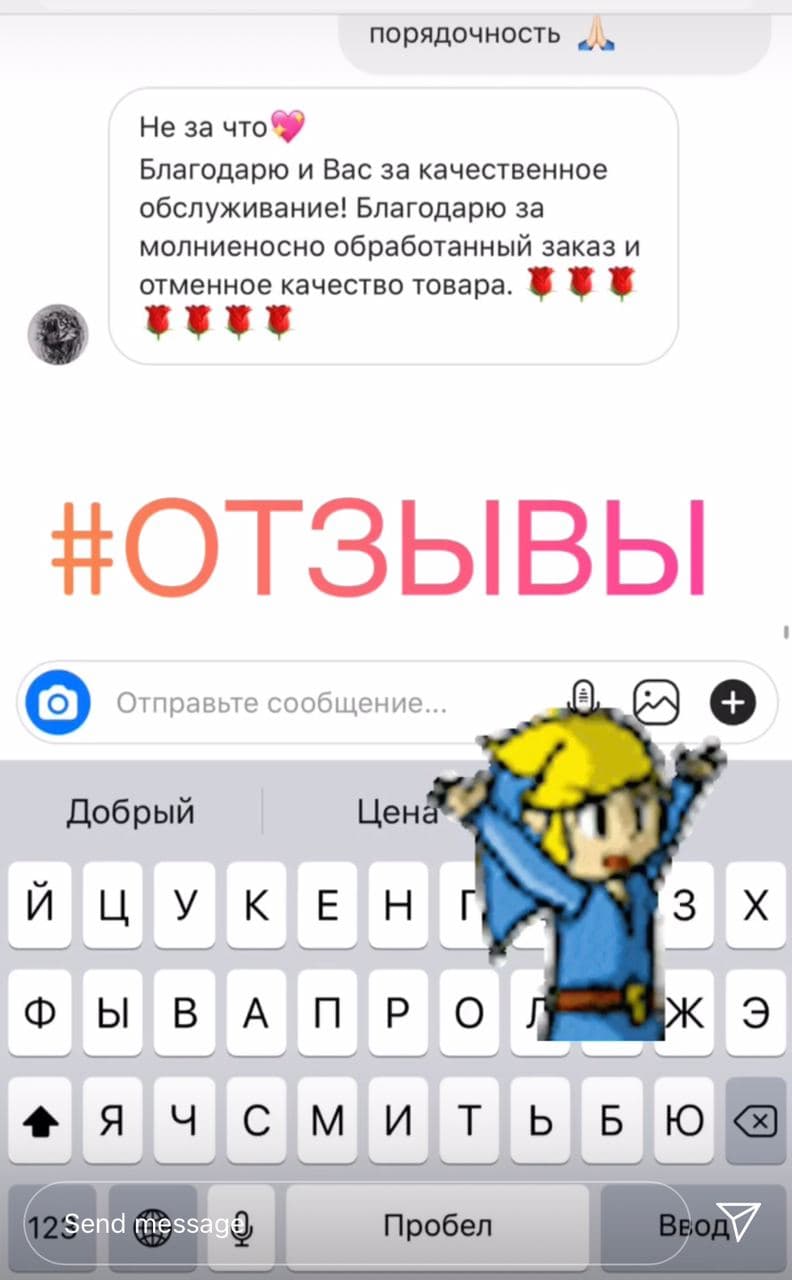 порядочность 🙏🏻
Не за что💖
Благодарю и Вас за качественное
обслуживание! Благодарю за
молниеносно обработанный заказ и
отменное качество товара. 🌹🌹🌹
🌹🌹🌹🌹
#ОТЗЫВЫ
Отправьте сообщение...
Добрый Цена
Й Ц У К Е Н Г З Х
Ф Ы В А П Р О Л Ж Э
Я Ч С М И Т Ь Б Ю
123 Send message Пробел Ввод